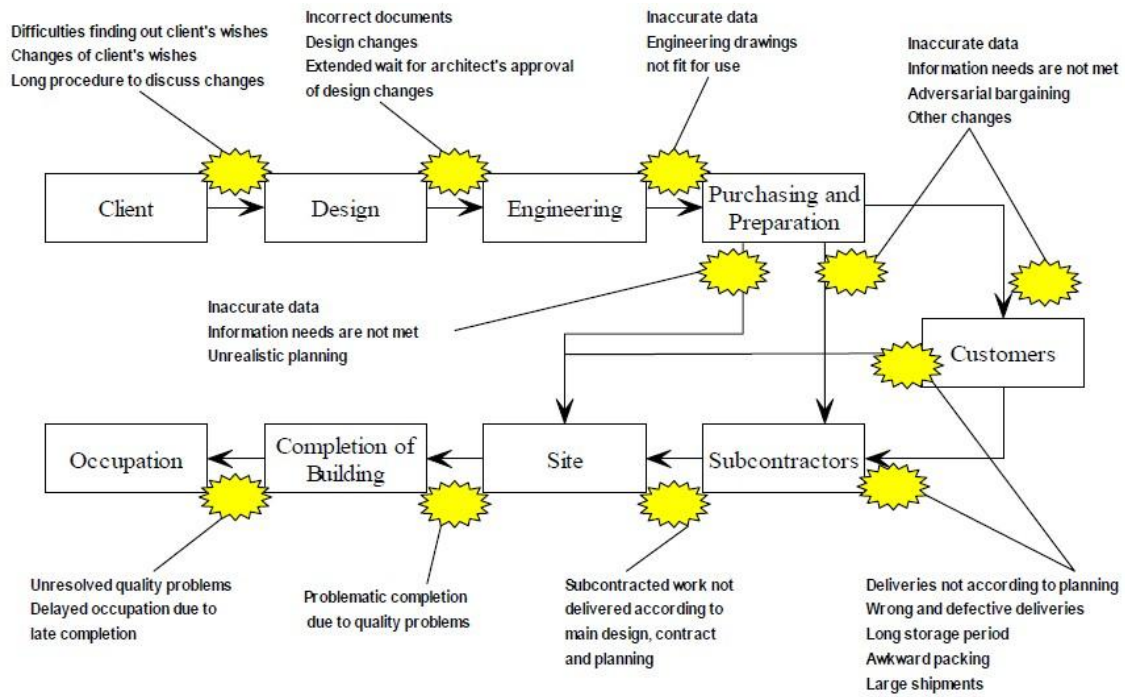 Difficulties finding out client's wishes
Changes of client's wishes
Long procedure to discuss changes
Incorrect documents
Design changes
Extended wait for architect's approval
of design changes
Inaccurate data
Engineering drawings
not fit for use
Inaccurate data
Information needs are not met
Adversarial bargaining
Other changes
Client
Design
Engineering
Purchasing and
Preparation
Inaccurate data
Information needs are not met
Unrealistic planning
Customers
Occupation
Completion of
Building
Site
Subcontractors
Unresolved quality problems
Delayed occupation due to
late completion
Problematic completion
due to quality problems
Subcontracted work not
delivered according to
main design, contract
and planning
Deliveries not according to planning
Wrong and defective deliveries
Long storage period
Awkward packing
Large shipments